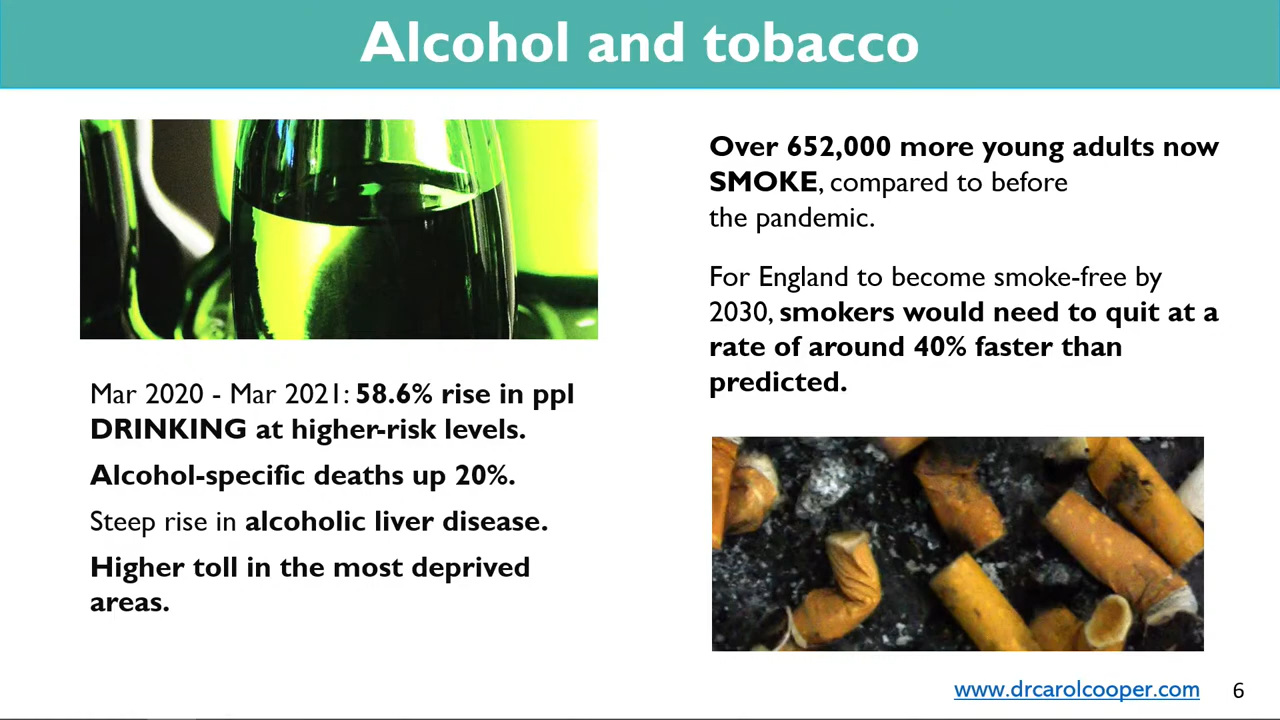 Alcohol and tobacco
Mar 2020 - Mar 2021: 58.6% rise in ppl
DRINKING at higher-risk levels.
Alcohol-specific deaths up 20%.
Steep rise in alcoholic liver disease.
Higher toll in the most deprived
areas.
Over 652,000 more young adults now
SMOKE, compared to before
the pandemic.
For England to become smoke-free by
2030, smokers would need to quit at a
rate of around 40% faster than
predicted.
www.drcarolcooper.com
6